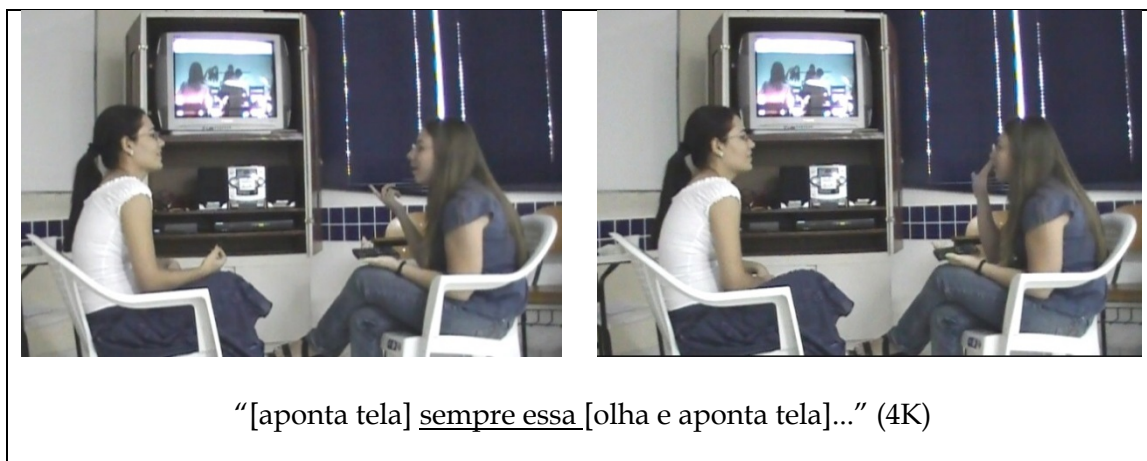 “[aponta tela] sempre essa [olha e aponta tela]...” (4K)